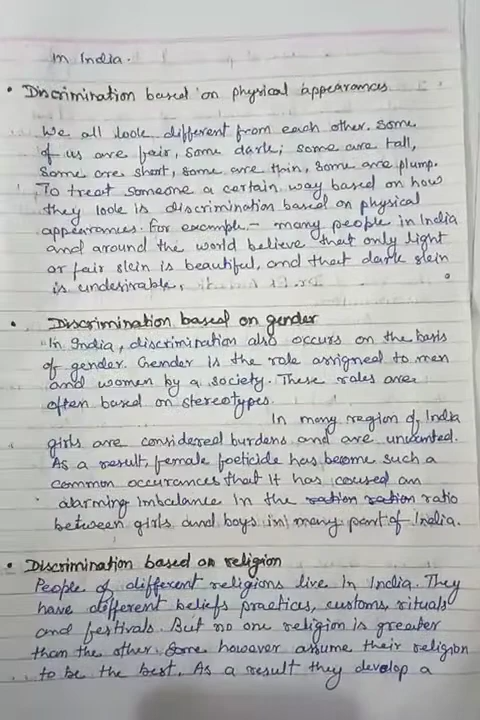 in India.
• Discrimination based on physical appearances
We all look different from each other. Some
of us are fair, some dark; some are tall,
some are short, some are thin, some are plump.
To treat someone a certain way based on how
they look is discrimination based on physical
appearances. For example - many people in India
and around the world believe that only light
or fair skin is beautiful, and that dark skin
is undesirable.
• Discrimination based on gender
In India, discrimination also occurs on the basis
of gender. Gender is the role assigned to men
and women by a society. These roles are
often based on stereotypes.
In many region of India
girls are considered burdens and are unwanted.
As a result, female foeticide has become such a
common occurances that it has caused an
alarming imbalance in the ration ration ratio
between girls and boys in many part of India.
• Discrimination based on religion
People of different religions live in India. They
have different beliefs practices, customs, rituals
and festivals. But no one religion is greater
than the other. Some however assume their religion
to be the best. As a result they develop a